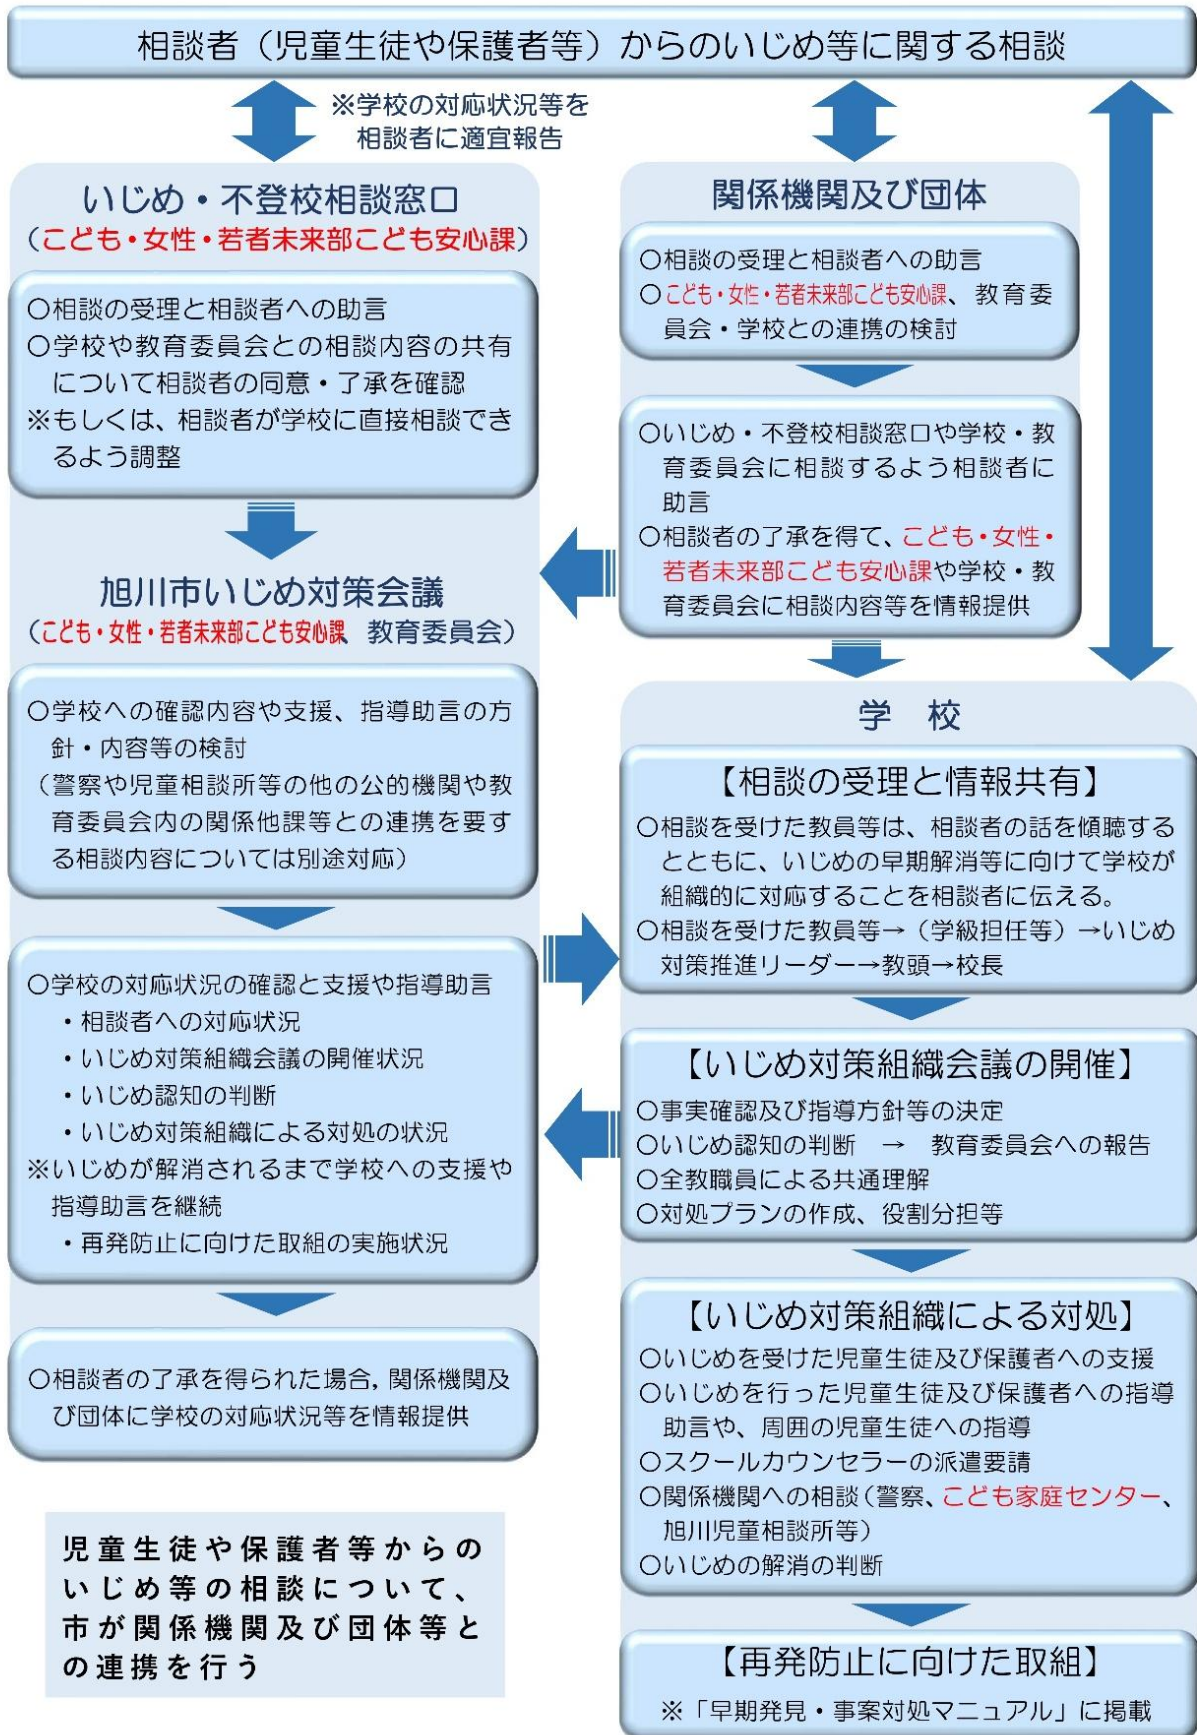 相談者（児童生徒や保護者等）からのいじめ等に関する相談
※学校の対応状況等を
相談者に適宜報告
いじめ・不登校相談窓口
（こども・女性・若者未来部こども安心課）
○相談の受理と相談者への助言
○学校や教育委員会との相談内容の共有
について相談者の同意・了承を確認
※もしくは、相談者が学校に直接相談でき
るよう調整
旭川市いじめ対策会議
（こども・女性・若者未来部こども安心課、教育委員会）
○学校への確認内容や支援、指導助言の方
針・内容等の検討
（警察や児童相談所等の他の公的機関や教
育委員会内の関係他課等との連携を要す
る相談内容については別途対応）
○学校の対応状況の確認と支援や指導助言
・相談者への対応状況
・いじめ対策組織会議の開催状況
・いじめ認知の判断
・いじめ対策組織による対処の状況
※いじめが解消されるまで学校への支援や
指導助言を継続
・再発防止に向けた取組の実施状況
○相談者の了承を得られた場合，関係機関及
び団体に学校の対応状況等を情報提供
児童生徒や保護者等からの
いじめ等の相談について、
市が関係機関及び団体等と
の連携を行う
関係機関及び団体
○相談の受理と相談者への助言
○こども・女性・若者未来部こども安心課、教育委
員会・学校との連携の検討
○いじめ・不登校相談窓口や学校・教
育委員会に相談するよう相談者に
助言
○相談者の了承を得て、こども・女性・
若者未来部こども安心課や学校・教
育委員会に相談内容等を情報提供
学　校
【相談の受理と情報共有】
○相談を受けた教員等は、相談者の話を傾聴する
とともに、いじめの早期解消等に向けて学校が
組織的に対応することを相談者に伝える。
○相談を受けた教員等→（学級担任等）→いじめ
対策推進リーダー→教頭→校長
【いじめ対策組織会議の開催】
○事実確認及び指導方針等の決定
○いじめ認知の判断　→　教育委員会への報告
○全教職員による共通理解
○対処プランの作成、役割分担等
【いじめ対策組織による対処】
○いじめを受けた児童生徒及び保護者への支援
○いじめを行った児童生徒及び保護者への指導
助言や、周囲の児童生徒への指導
○スクールカウンセラーの派遣要請
○関係機関への相談（警察、こども家庭センター、
旭川児童相談所等）
○いじめの解消の判断
【再発防止に向けた取組】
※「早期発見・事案対処マニュアル」に掲載